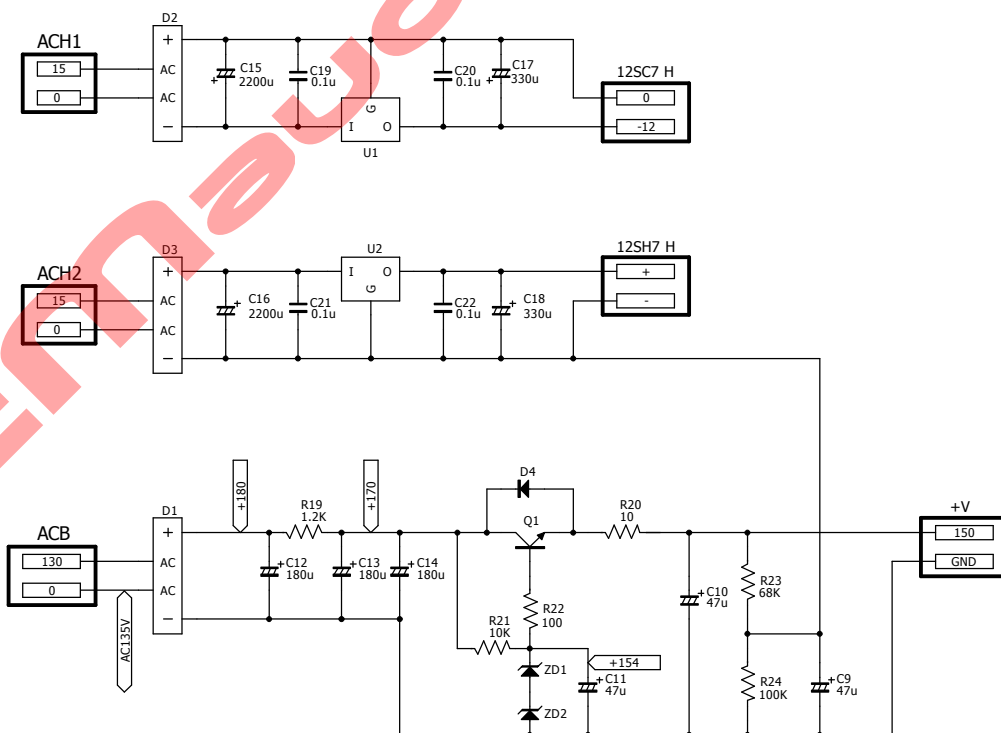 D2
ACH1
15
0
+
AC
AC
−
C15
2200u
C19
0.1u
G
I O
U1
C20
0.1u
C17
330u
12SC7 H
0
-12
D3
ACH2
15
0
+
AC
AC
−
C16
2200u
C21
0.1u
U2
I O
G
C22
0.1u
C18
330u
12SH7 H
+
-
ACB
130
0
AC135V
D1
+
AC
AC
−
+180
R19
1.2K
+170
C12
180u
C13
180u
C14
180u
D4
Q1
R20
10
R22
100
R21
10K
+154
ZD1
ZD2
C11
47u
C10
47u
R23
68K
R24
100K
C9
47u
+V
150
GND